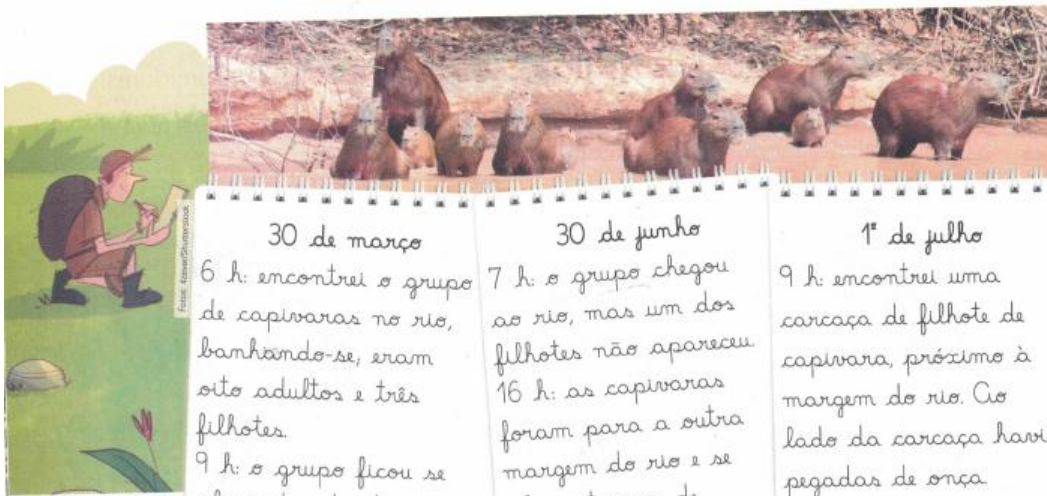 Fotos: Xzever/Shutterstock
30 de março
6 h: encontrei o grupo
de capivaras no rio,
banhando-se; eram
oito adultos e três
filhotes.
9 h: o grupo ficou se
30 de junho
7 h: o grupo chegou
ao rio, mas um dos
filhotes não apareceu.
16 h: as capivaras
foram para a outra
margem do rio e se
1º de julho
9 h: encontrei uma
carcaça de filhote de
capivara, próximo à
margem do rio. Ao
lado da carcaça havi
pegadas de onça